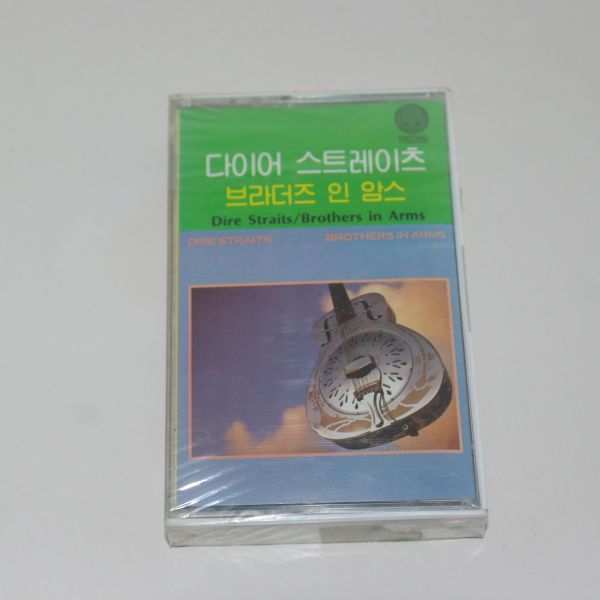 다이어 스트레이츠
브라더즈 인 암스
Dire Straits/Brothers in Arms
DIRE STRAITS BROTHERS IN ARMS